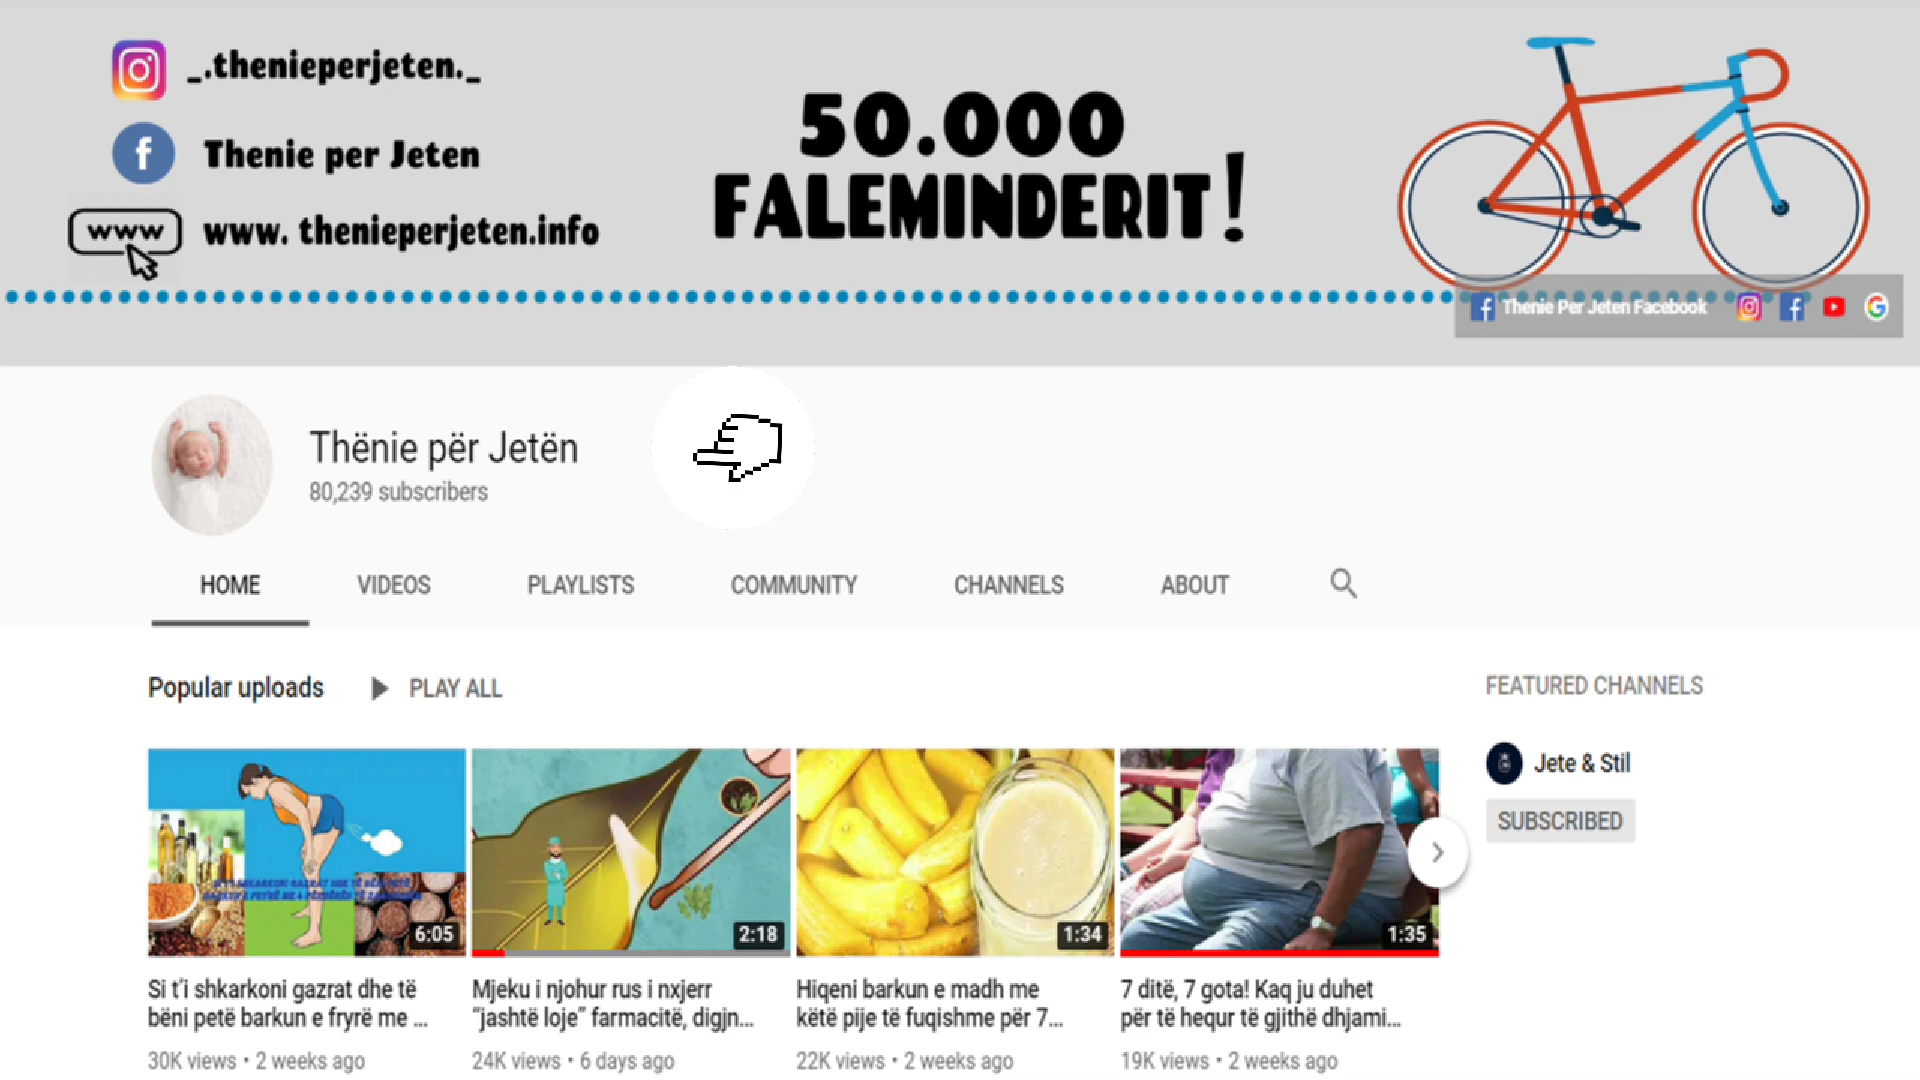 _.thenieperjeten._
Thenie per Jeten
www
www. thenieperjeten.info
50.000
FALEMINDERIT!
Thenie Per Jeten Facebook
Thënie për Jetën
80,239 subscribers
HOME VIDEOS PLAYLISTS COMMUNITY CHANNELS ABOUT
Popular uploads PLAY ALL
FEATURED CHANNELS
Jete & Stil
SUBSCRIBED
6:05
2:18
1:34
1:35
Si t’i shkarkoni gazrat dhe të
bëni petë barkun e fryrë me ...
30K views • 2 weeks ago
Mjeku i njohur rus i nxjerr
“jashtë loje” farmacitë, digjn...
24K views • 6 days ago
Hiqeni barkun e madh me
këtë pije të fuqishme për 7...
22K views • 2 weeks ago
7 ditë, 7 gota! Kaq ju duhet
për të hequr të gjithë dhjami...
19K views • 2 weeks ago